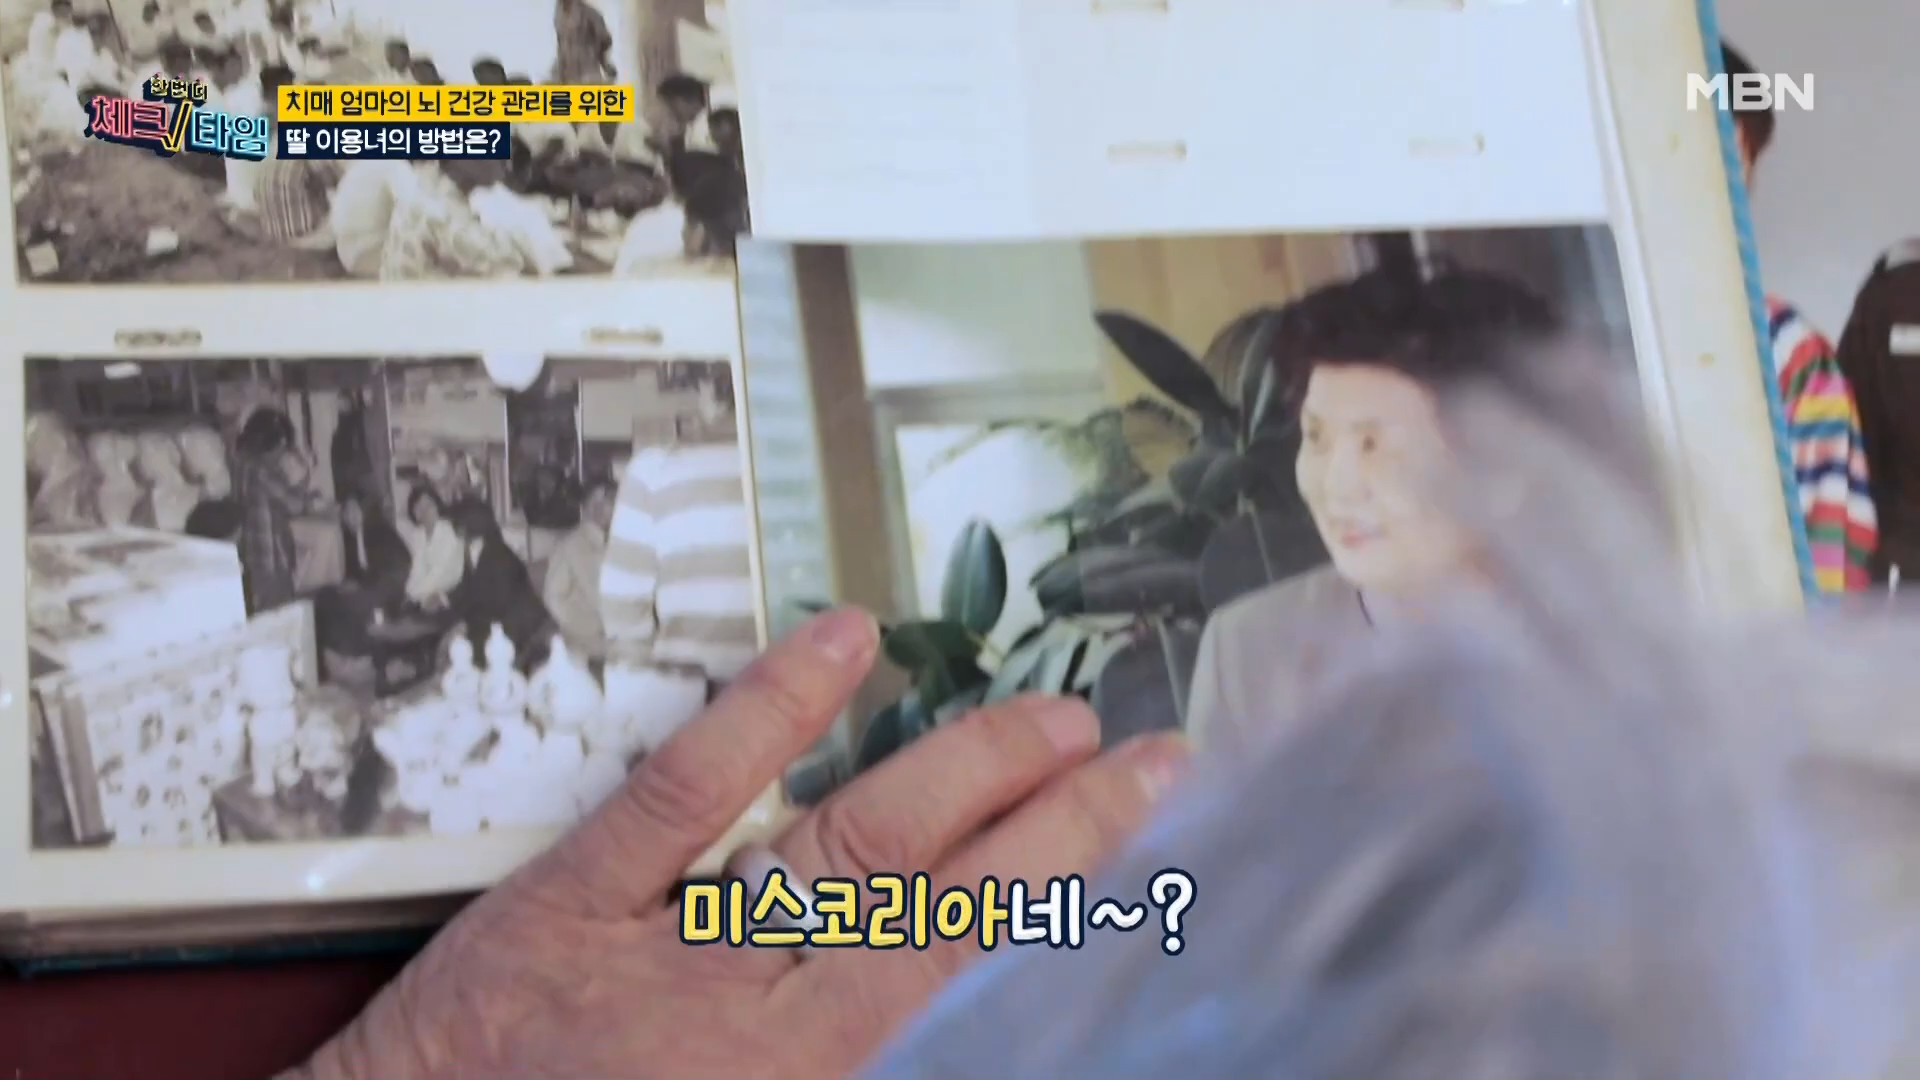 한번 더
체크타임
치매 엄마의 뇌 건강 관리를 위한
딸 이용녀의 방법은?
MBN
미스코리아네~?